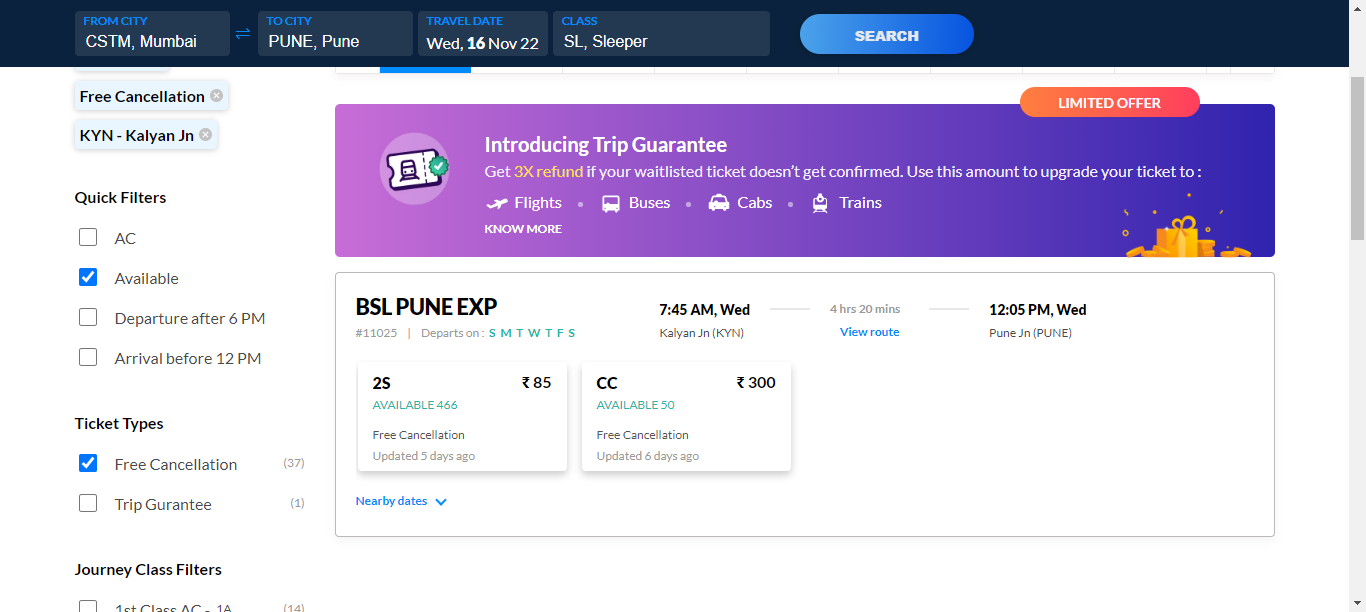 FROM CITY
CSTM, Mumbai
TO CITY
PUNE, Pune
TRAVEL DATE
Wed, 16 Nov 22
CLASS
SL, Sleeper
SEARCH
Free Cancellation
KYN - Kalyan Jn
Quick Filters
AC
Available
Departure after 6 PM
Arrival before 12 PM
Ticket Types
Free Cancellation (37)
Trip Gurantee (1)
Journey Class Filters
1st Class AC - 1A (14)
LIMITED OFFER
Introducing Trip Guarantee
Get 3X refund if your waitlisted ticket doesn't get confirmed. Use this amount to upgrade your ticket to :
Flights • Buses • Cabs • Trains
KNOW MORE
BSL PUNE EXP
#11025 | Departs on : S M T W T F S
7:45 AM, Wed
Kalyan Jn (KYN)
4 hrs 20 mins
View route
12:05 PM, Wed
Pune Jn (PUNE)
2S ₹ 85
AVAILABLE 466
Free Cancellation
Updated 5 days ago
CC ₹ 300
AVAILABLE 50
Free Cancellation
Updated 6 days ago
Nearby dates